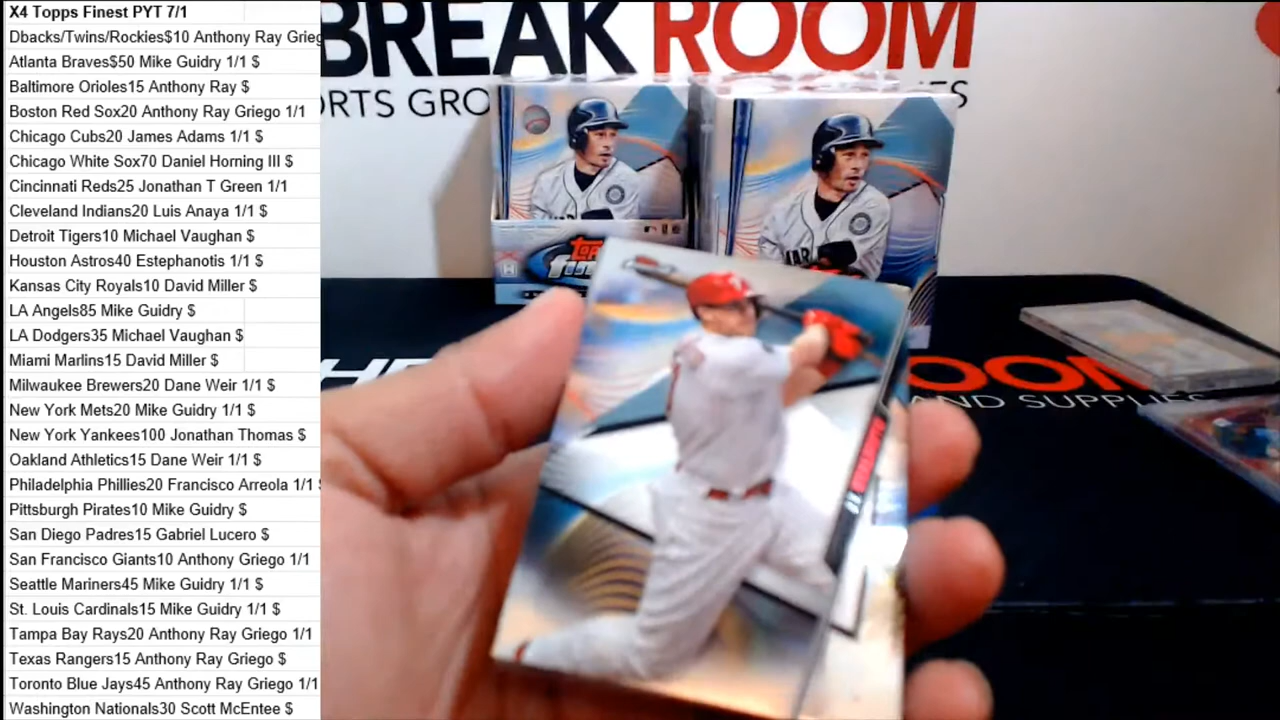 X4 Topps Finest PYT 7/1
Dbacks/Twins/Rockies$10 Anthony Ray Grieg
Atlanta Braves$50 Mike Guidry 1/1 $
Baltimore Orioles15 Anthony Ray $
Boston Red Sox20 Anthony Ray Griego 1/1
Chicago Cubs20 James Adams 1/1 $
Chicago White Sox70 Daniel Horning III $
Cincinnati Reds25 Jonathan T Green 1/1
Cleveland Indians20 Luis Anaya 1/1 $
Detroit Tigers10 Michael Vaughan $
Houston Astros40 Estephanotis 1/1 $
Kansas City Royals10 David Miller $
LA Angels85 Mike Guidry $
LA Dodgers35 Michael Vaughan $
Miami Marlins15 David Miller $
Milwaukee Brewers20 Dane Weir 1/1 $
New York Mets20 Mike Guidry 1/1 $
New York Yankees100 Jonathan Thomas $
Oakland Athletics15 Dane Weir 1/1 $
Philadelphia Phillies20 Francisco Arreola 1/1 $
Pittsburgh Pirates10 Mike Guidry $
San Diego Padres15 Gabriel Lucero $
San Francisco Giants10 Anthony Griego 1/1
Seattle Mariners45 Mike Guidry 1/1 $
St. Louis Cardinals15 Mike Guidry 1/1 $
Tampa Bay Rays20 Anthony Ray Griego 1/1
Texas Rangers15 Anthony Ray Griego $
Toronto Blue Jays45 Anthony Ray Griego 1/1
Washington Nationals30 Scott McEntee $
BREAK ROOM
ORTS GRO
ES
OOM
AND SUPPLIES